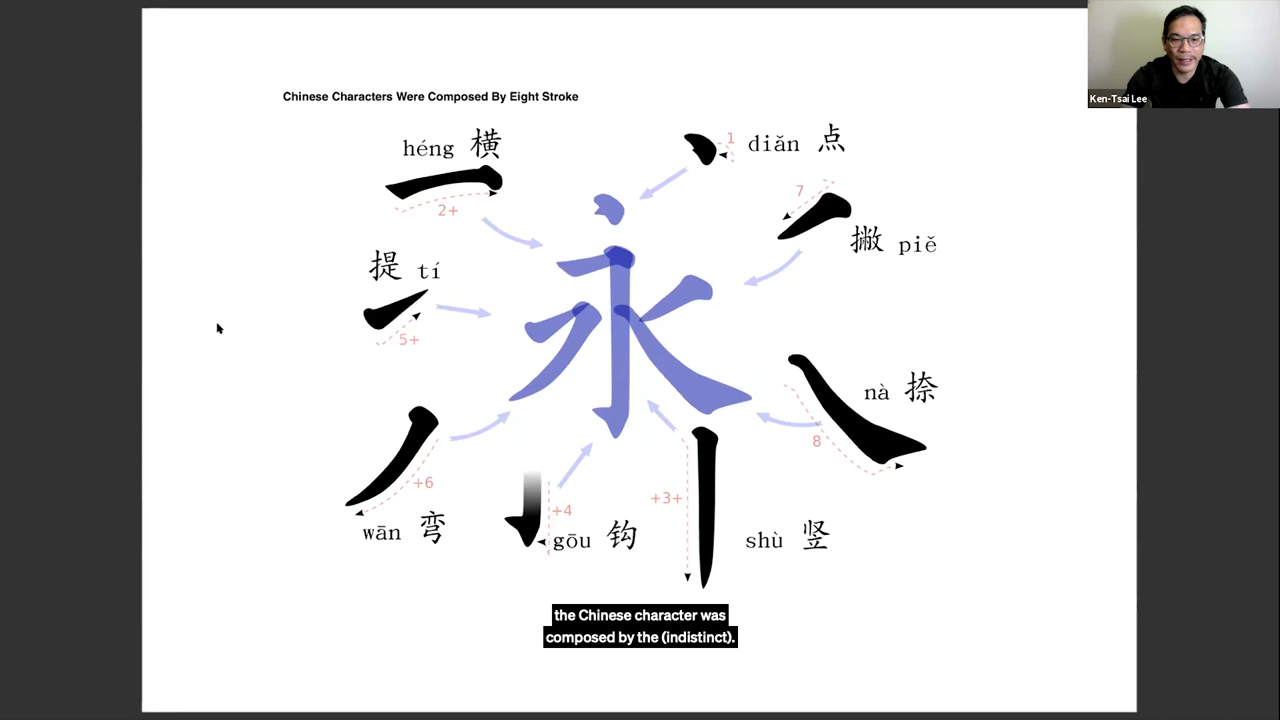 Ken-Tsai Lee
Chinese Characters Were Composed By Eight Stroke
héng 横
2+
1
diǎn 点
7
撇 piě
提 tí
5+
永
nà 捺
8
+6
wān 弯
+4
gōu 钩
+3+
shù 竖
the Chinese character was
composed by the (indistinct).